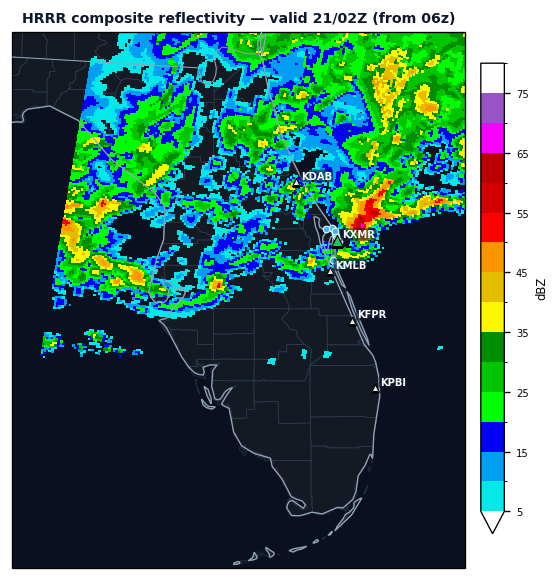 HRRR composite reflectivity — valid 21/02Z (from 06z)
KDAB
KXMR
KMLB
KFPR
KPBI
75
65
55
45
35
25
15
5
dBZ